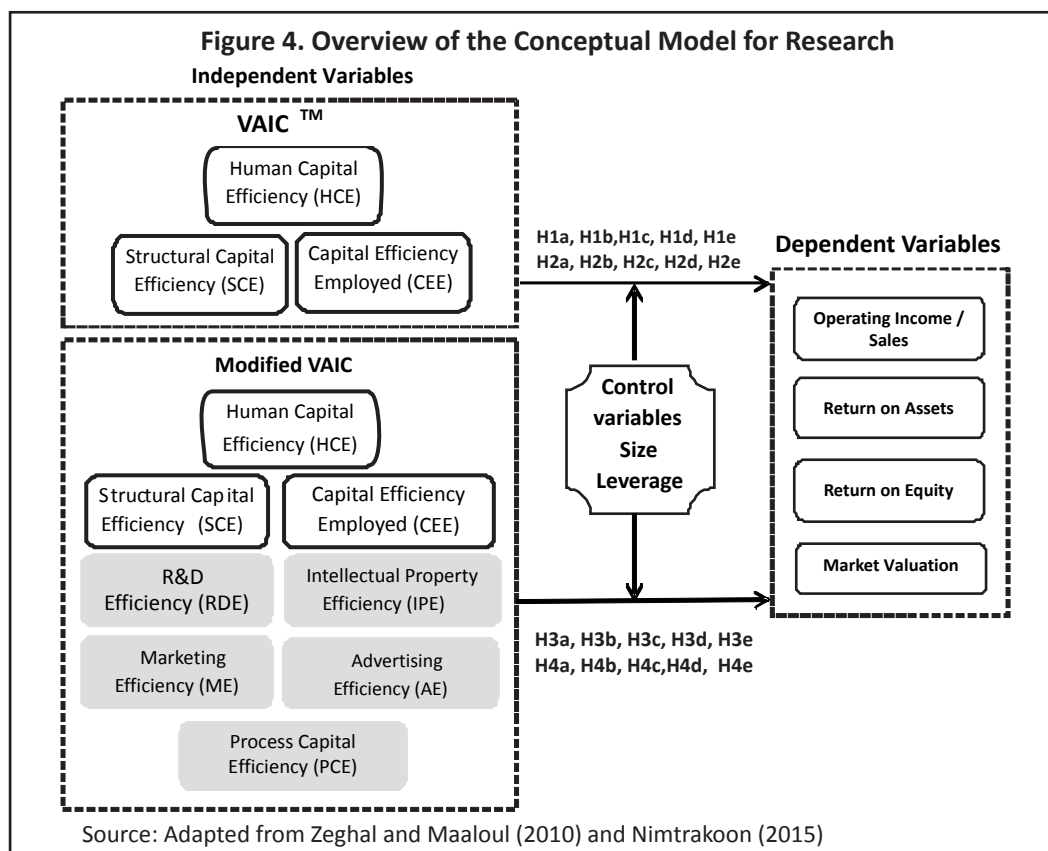 Figure 4. Overview of the Conceptual Model for Research
Independent Variables
VAIC ™
Human Capital
Efficiency (HCE)
Structural Capital
Efficiency (SCE)
Capital Efficiency
Employed (CEE)
H1a, H1b,H1c, H1d, H1e
H2a, H2b, H2c, H2d, H2e
Modified VAIC
Human Capital
Efficiency (HCE)
Structural Capital
Efficiency (SCE)
Capital Efficiency
Employed (CEE)
R&D
Efficiency (RDE)
Intellectual Property
Efficiency (IPE)
Marketing
Efficiency (ME)
Advertising
Efficiency (AE)
Process Capital
Efficiency (PCE)
Control
variables
Size
Leverage
H3a, H3b, H3c, H3d, H3e
H4a, H4b, H4c,H4d, H4e
Dependent Variables
Operating Income /
Sales
Return on Assets
Return on Equity
Market Valuation
Source: Adapted from Zeghal and Maaloul (2010) and Nimtrakoon (2015)